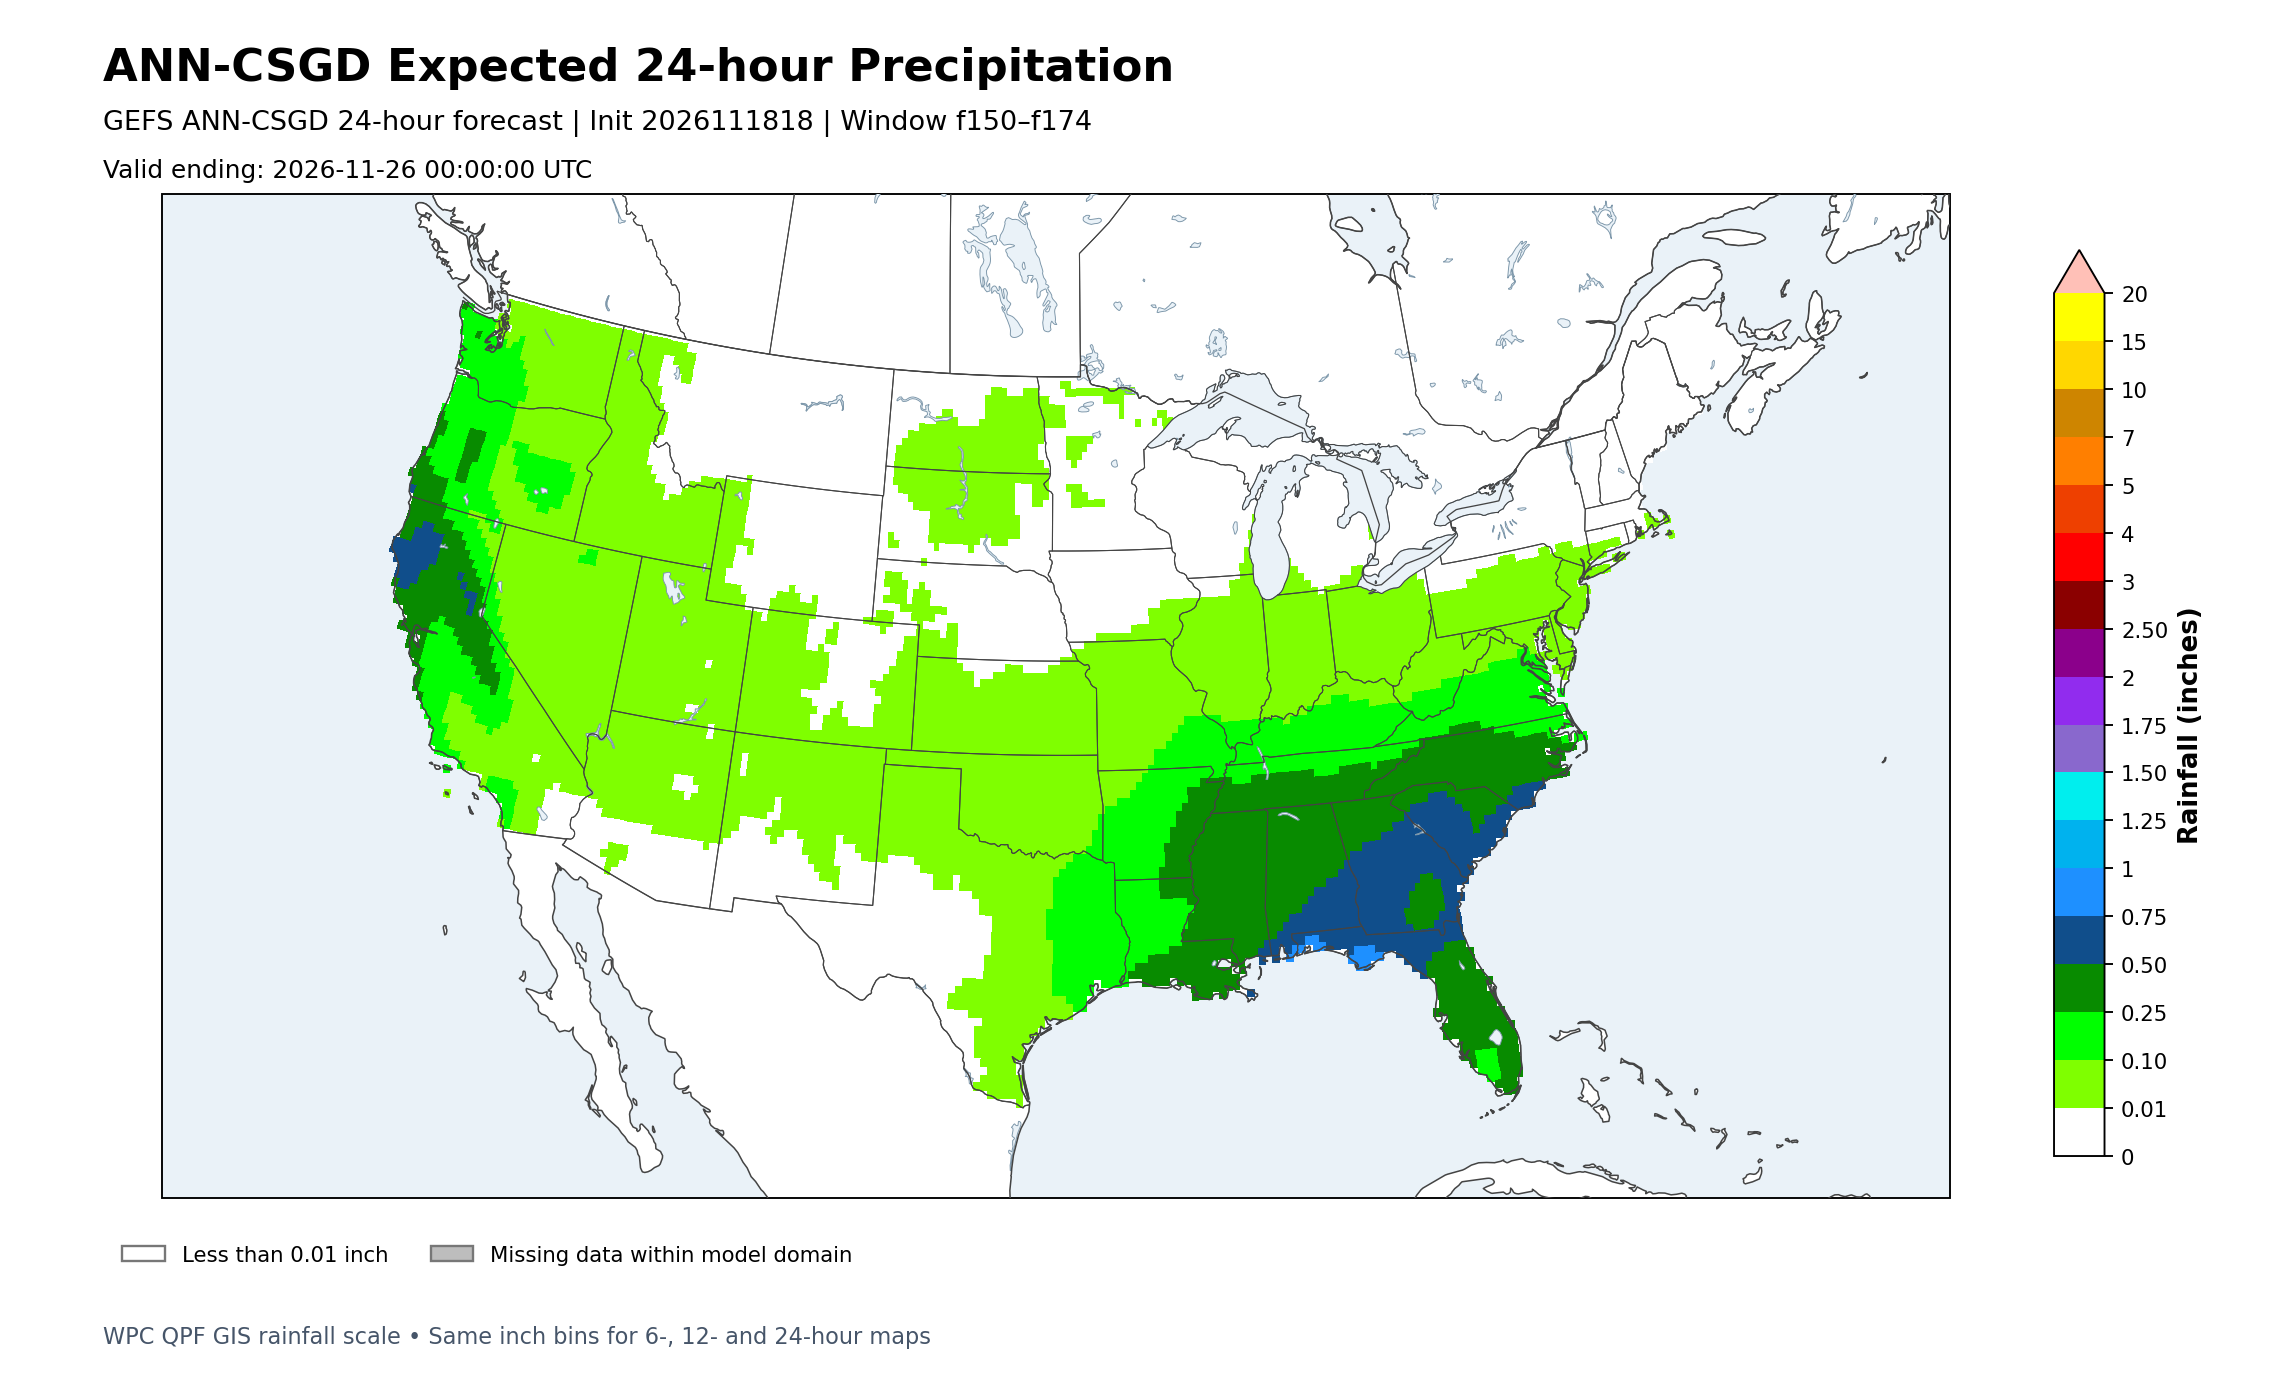 ANN-CSGD Expected 24-hour Precipitation
GEFS ANN-CSGD 24-hour forecast | Init 2026111818 | Window f150–f174
Valid ending: 2026-11-26 00:00:00 UTC
20
15
10
7
5
4
3
2.50
2
1.75
1.50
1.25
1
0.75
0.50
0.25
0.10
0.01
0
Rainfall (inches)
Less than 0.01 inch
Missing data within model domain
WPC QPF GIS rainfall scale • Same inch bins for 6-, 12- and 24-hour maps